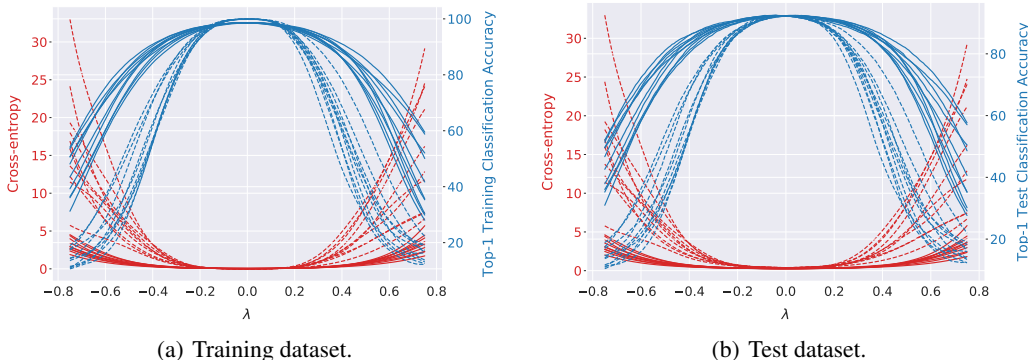 30
25
20
15
10
5
0
Cross-entropy
100
80
60
40
20
Top-1 Training Classification Accuracy
−0.8 −0.6 −0.4 −0.2 0.0 0.2 0.4 0.6 0.8
λ
(a) Training dataset.
30
25
20
15
10
5
0
Cross-entropy
80
60
40
20
Top-1 Test Classification Accuracy
−0.8 −0.6 −0.4 −0.2 0.0 0.2 0.4 0.6 0.8
λ
(b) Test dataset.